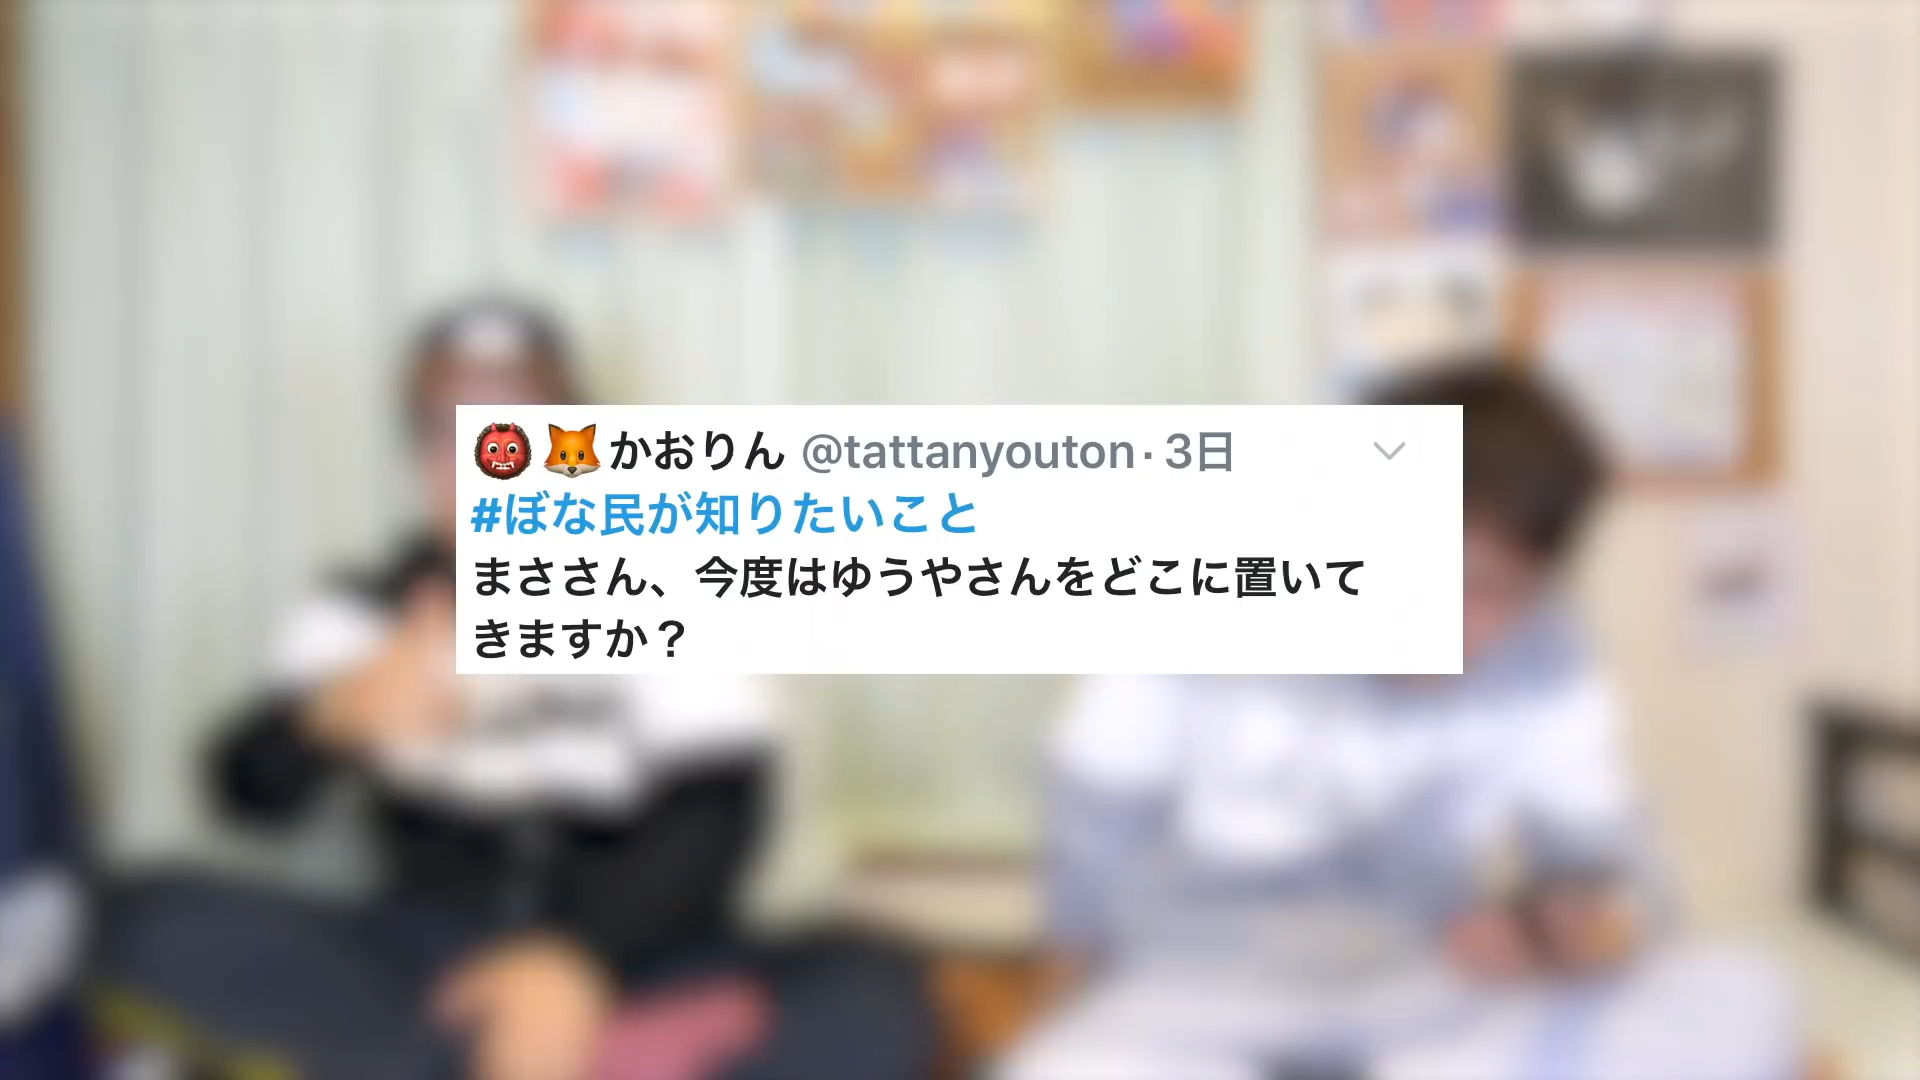 👹🦊かおりん @tattanyouton · 3日
#ぼな民が知りたいこと
まささん、今度はゆうやさんをどこに置いて
きますか？